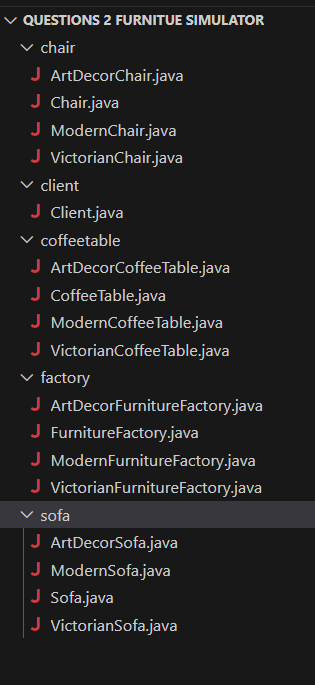 QUESTIONS 2 FURNITUE SIMULATOR
chair
ArtDecorChair.java
Chair.java
ModernChair.java
VictorianChair.java
client
Client.java
coffeetable
ArtDecorCoffeeTable.java
CoffeeTable.java
ModernCoffeeTable.java
VictorianCoffeeTable.java
factory
ArtDecorFurnitureFactory.java
FurnitureFactory.java
ModernFurnitureFactory.java
VictorianFurnitureFactory.java
sofa
ArtDecorSofa.java
ModernSofa.java
Sofa.java
VictorianSofa.java